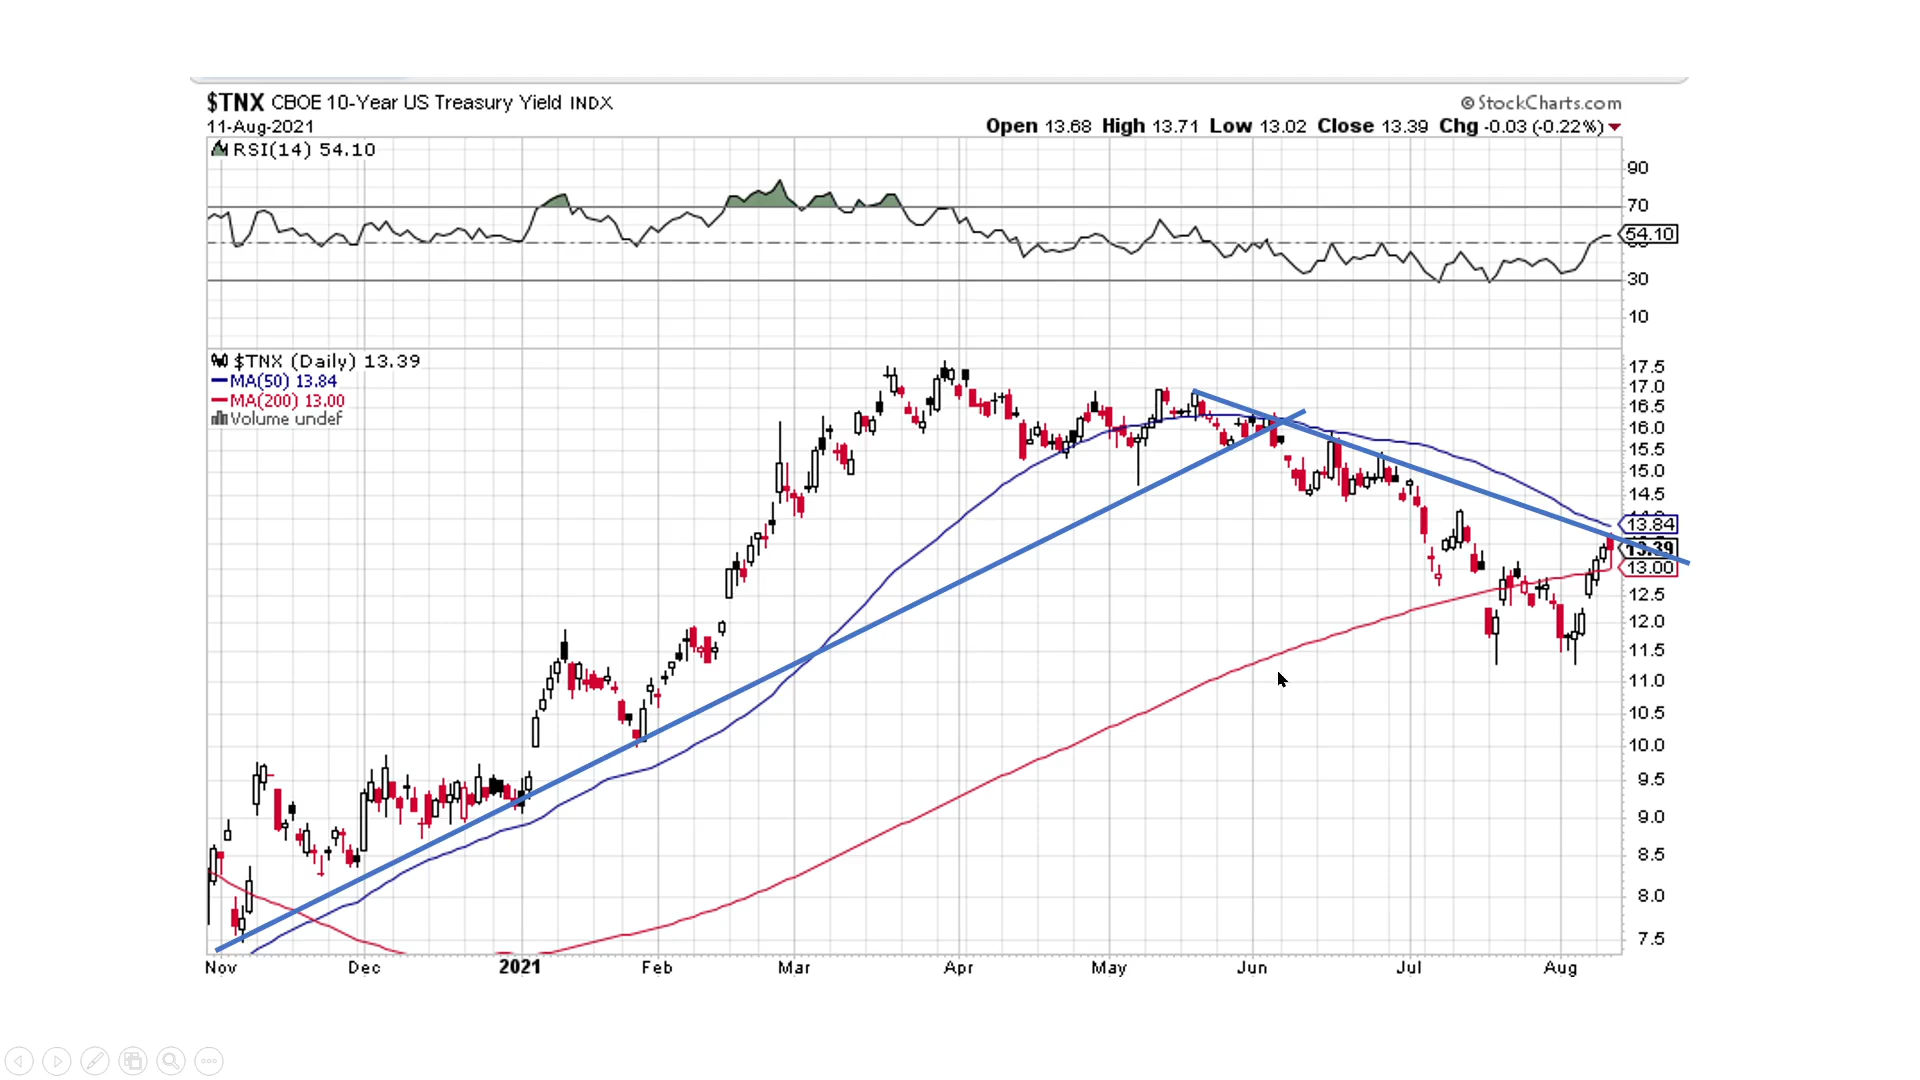 $TNX CBOE 10-Year US Treasury Yield INDX
© StockCharts.com
11-Aug-2021
Open 13.68 High 13.71 Low 13.02 Close 13.39 Chg -0.03 (-0.22%)
RSI(14) 54.10
90
70
54.10
30
10
$TNX (Daily) 13.39
MA(50) 13.84
MA(200) 13.00
Volume undef
17.5
17.0
16.5
16.0
15.5
15.0
14.5
13.84
13.39
13.00
12.5
12.0
11.5
11.0
10.5
10.0
9.5
9.0
8.5
8.0
7.5
Nov Dec 2021 Feb Mar Apr May Jun Jul Aug